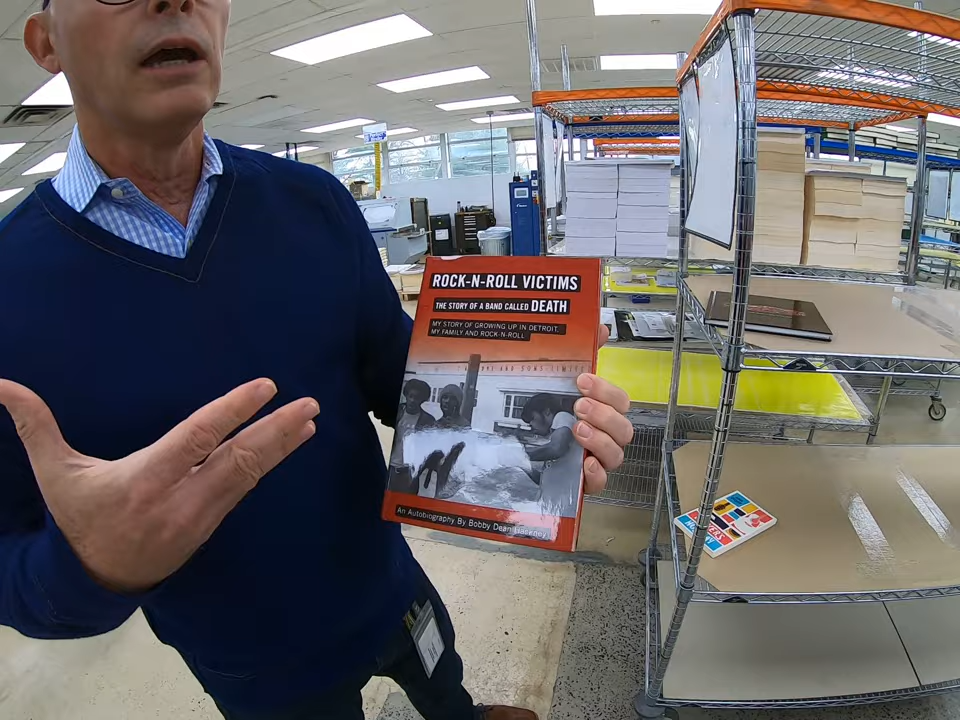 ROCK-N-ROLL VICTIMS
THE STORY OF A BAND CALLED DEATH
MY STORY OF GROWING UP IN DETROIT,
MY FAMILY AND ROCK-N-ROLL
An Autobiography By Bobby Dean Hackney